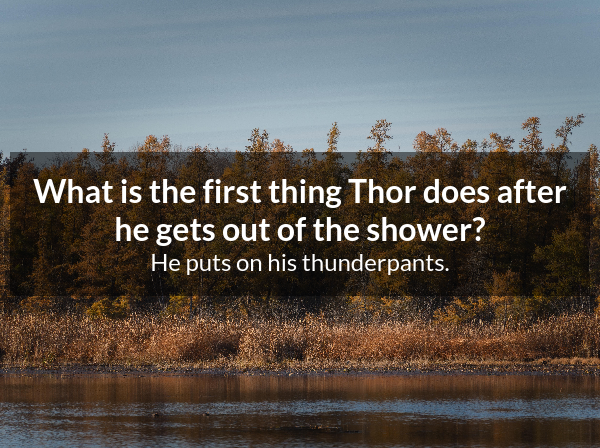 What is the first thing Thor does after
he gets out of the shower?
He puts on his thunderpants.